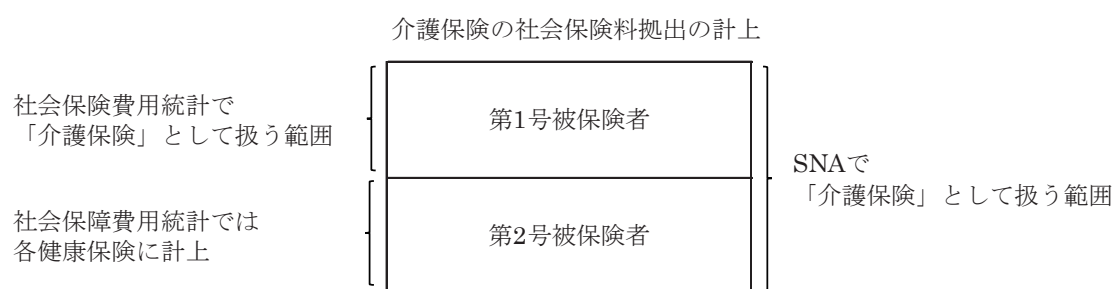 介護保険の社会保険料拠出の計上
社会保険費用統計で
「介護保険」として扱う範囲
第1号被保険者
SNAで
「介護保険」として扱う範囲
社会保障費用統計では
各健康保険に計上
第2号被保険者